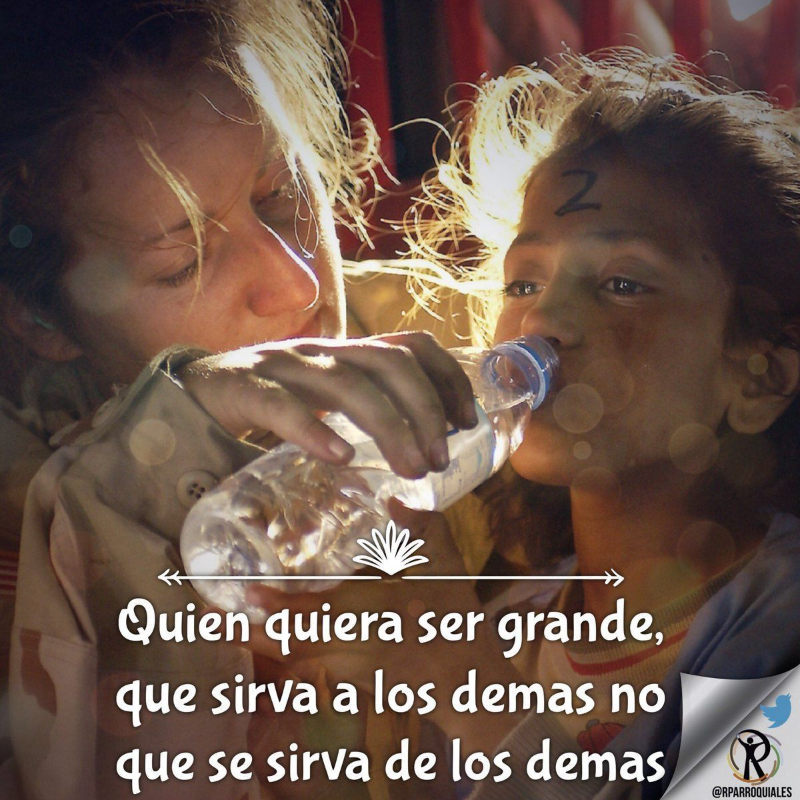 2
Quien quiera ser grande,
que sirva a los demas no
que se sirva de los demas
R
@RPARROQUIALES